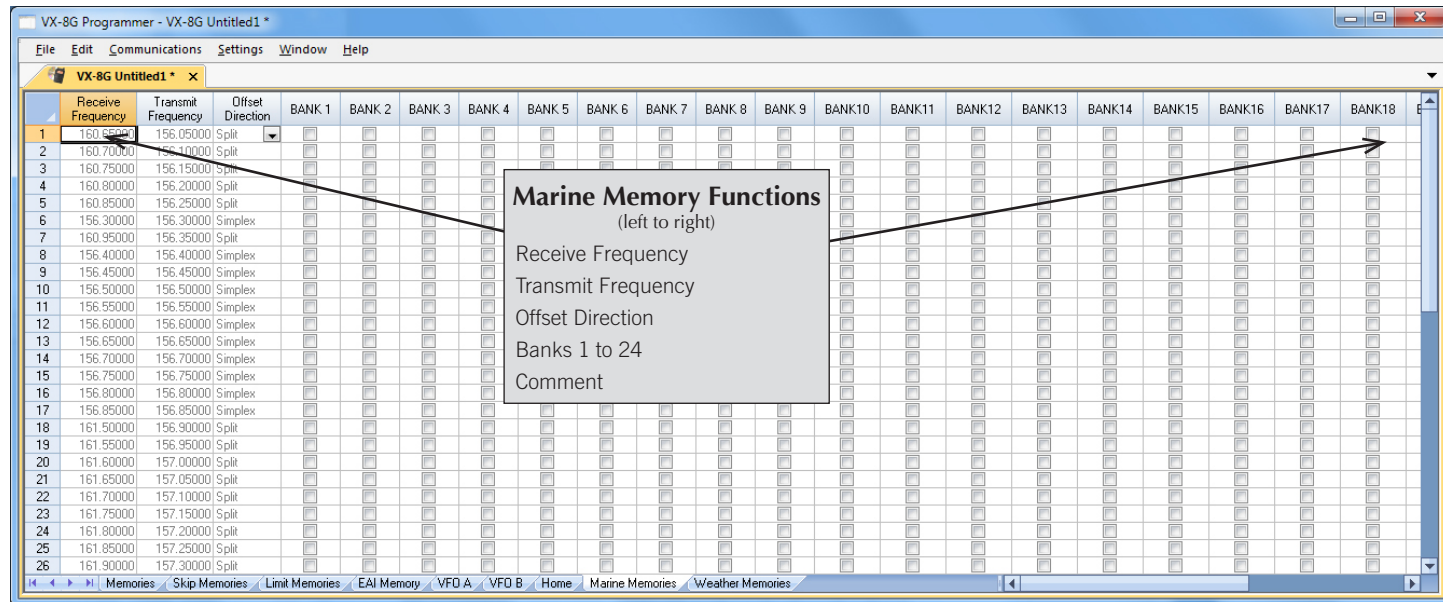 VX-8G Programmer - VX-8G Untitled1 *
File Edit Communications Settings Window Help
VX-8G Untitled1 * x
Receive Frequency Transmit Frequency Offset Direction BANK 1 BANK 2 BANK 3 BANK 4 BANK 5 BANK 6 BANK 7 BANK 8 BANK 9 BANK10 BANK11 BANK12 BANK13 BANK14 BANK15 BANK16 BANK17 BANK18
1 160.65000 156.05000 Split
2 160.70000 156.10000 Split
3 160.75000 156.15000 Split
4 160.80000 156.20000 Split
5 160.85000 156.25000 Split
6 156.30000 156.30000 Simplex
7 160.95000 156.35000 Split
8 156.40000 156.40000 Simplex
9 156.45000 156.45000 Simplex
10 156.50000 156.50000 Simplex
11 156.55000 156.55000 Simplex
12 156.60000 156.60000 Simplex
13 156.65000 156.65000 Simplex
14 156.70000 156.70000 Simplex
15 156.75000 156.75000 Simplex
16 156.80000 156.80000 Simplex
17 156.85000 156.85000 Simplex
18 161.50000 156.90000 Split
19 161.55000 156.95000 Split
20 161.60000 157.00000 Split
21 161.65000 157.05000 Split
22 161.70000 157.10000 Split
23 161.75000 157.15000 Split
24 161.80000 157.20000 Split
25 161.85000 157.25000 Split
26 161.90000 157.30000 Split
Marine Memory Functions
(left to right)
Receive Frequency
Transmit Frequency
Offset Direction
Banks 1 to 24
Comment
Memories Skip Memories Limit Memories EAI Memory VFO A VFO B Home Marine Memories Weather Memories